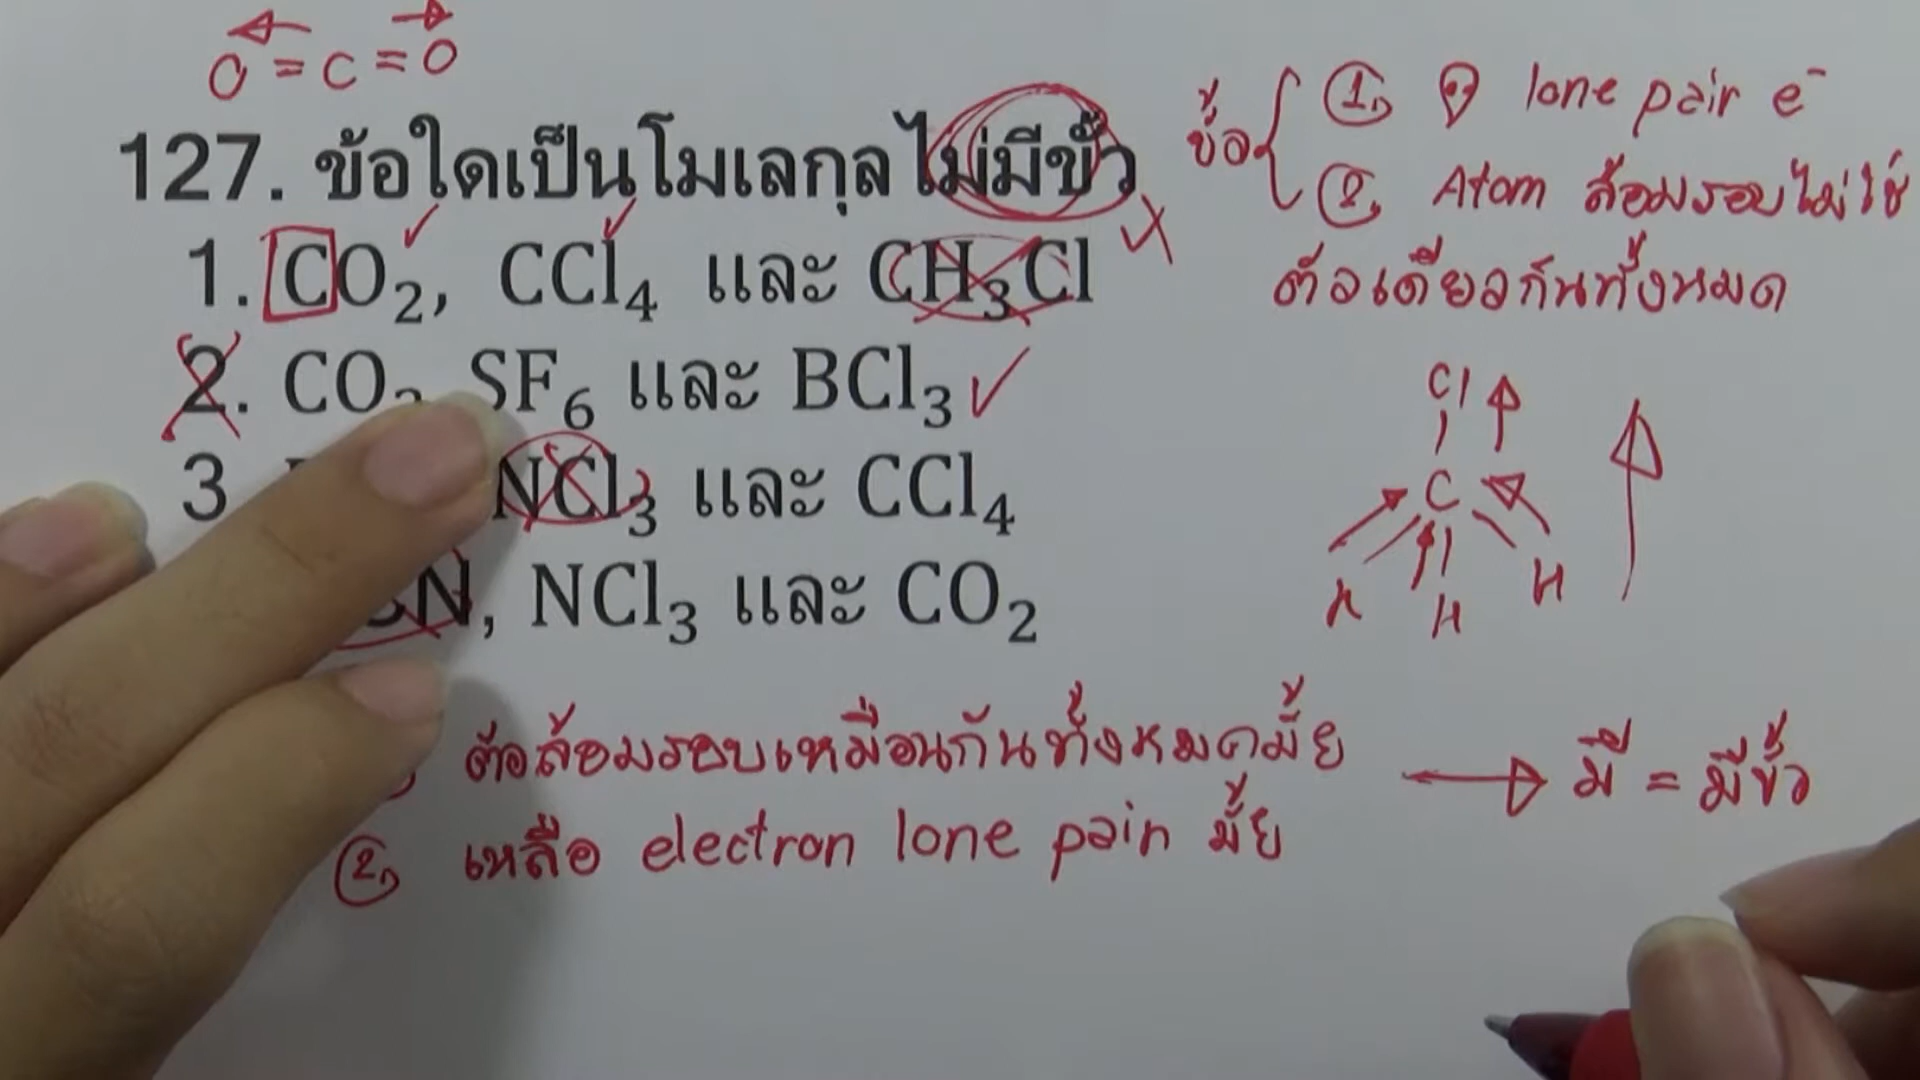 O = C = O
127. ข้อใดเป็นโมเลกุลไม่มีขั้ว
1. CO₂, CCl₄ และ CH₃Cl
2. CO₂ SF₆ และ BCl₃
3 NCl₃ และ CCl₄
CN, NCl₃ และ CO₂
ขั้ว 1, lone pair e⁻
2, Atom ล้อมรอบไม่ใช่
ตัวเดียวกันทั้งหมด
Cl
C
H H H
ตัวล้อมรอบเหมือนกันทั้งหมดมั้ย
มี = มีขั้ว
2, เหลือ electron lone pair มั้ย